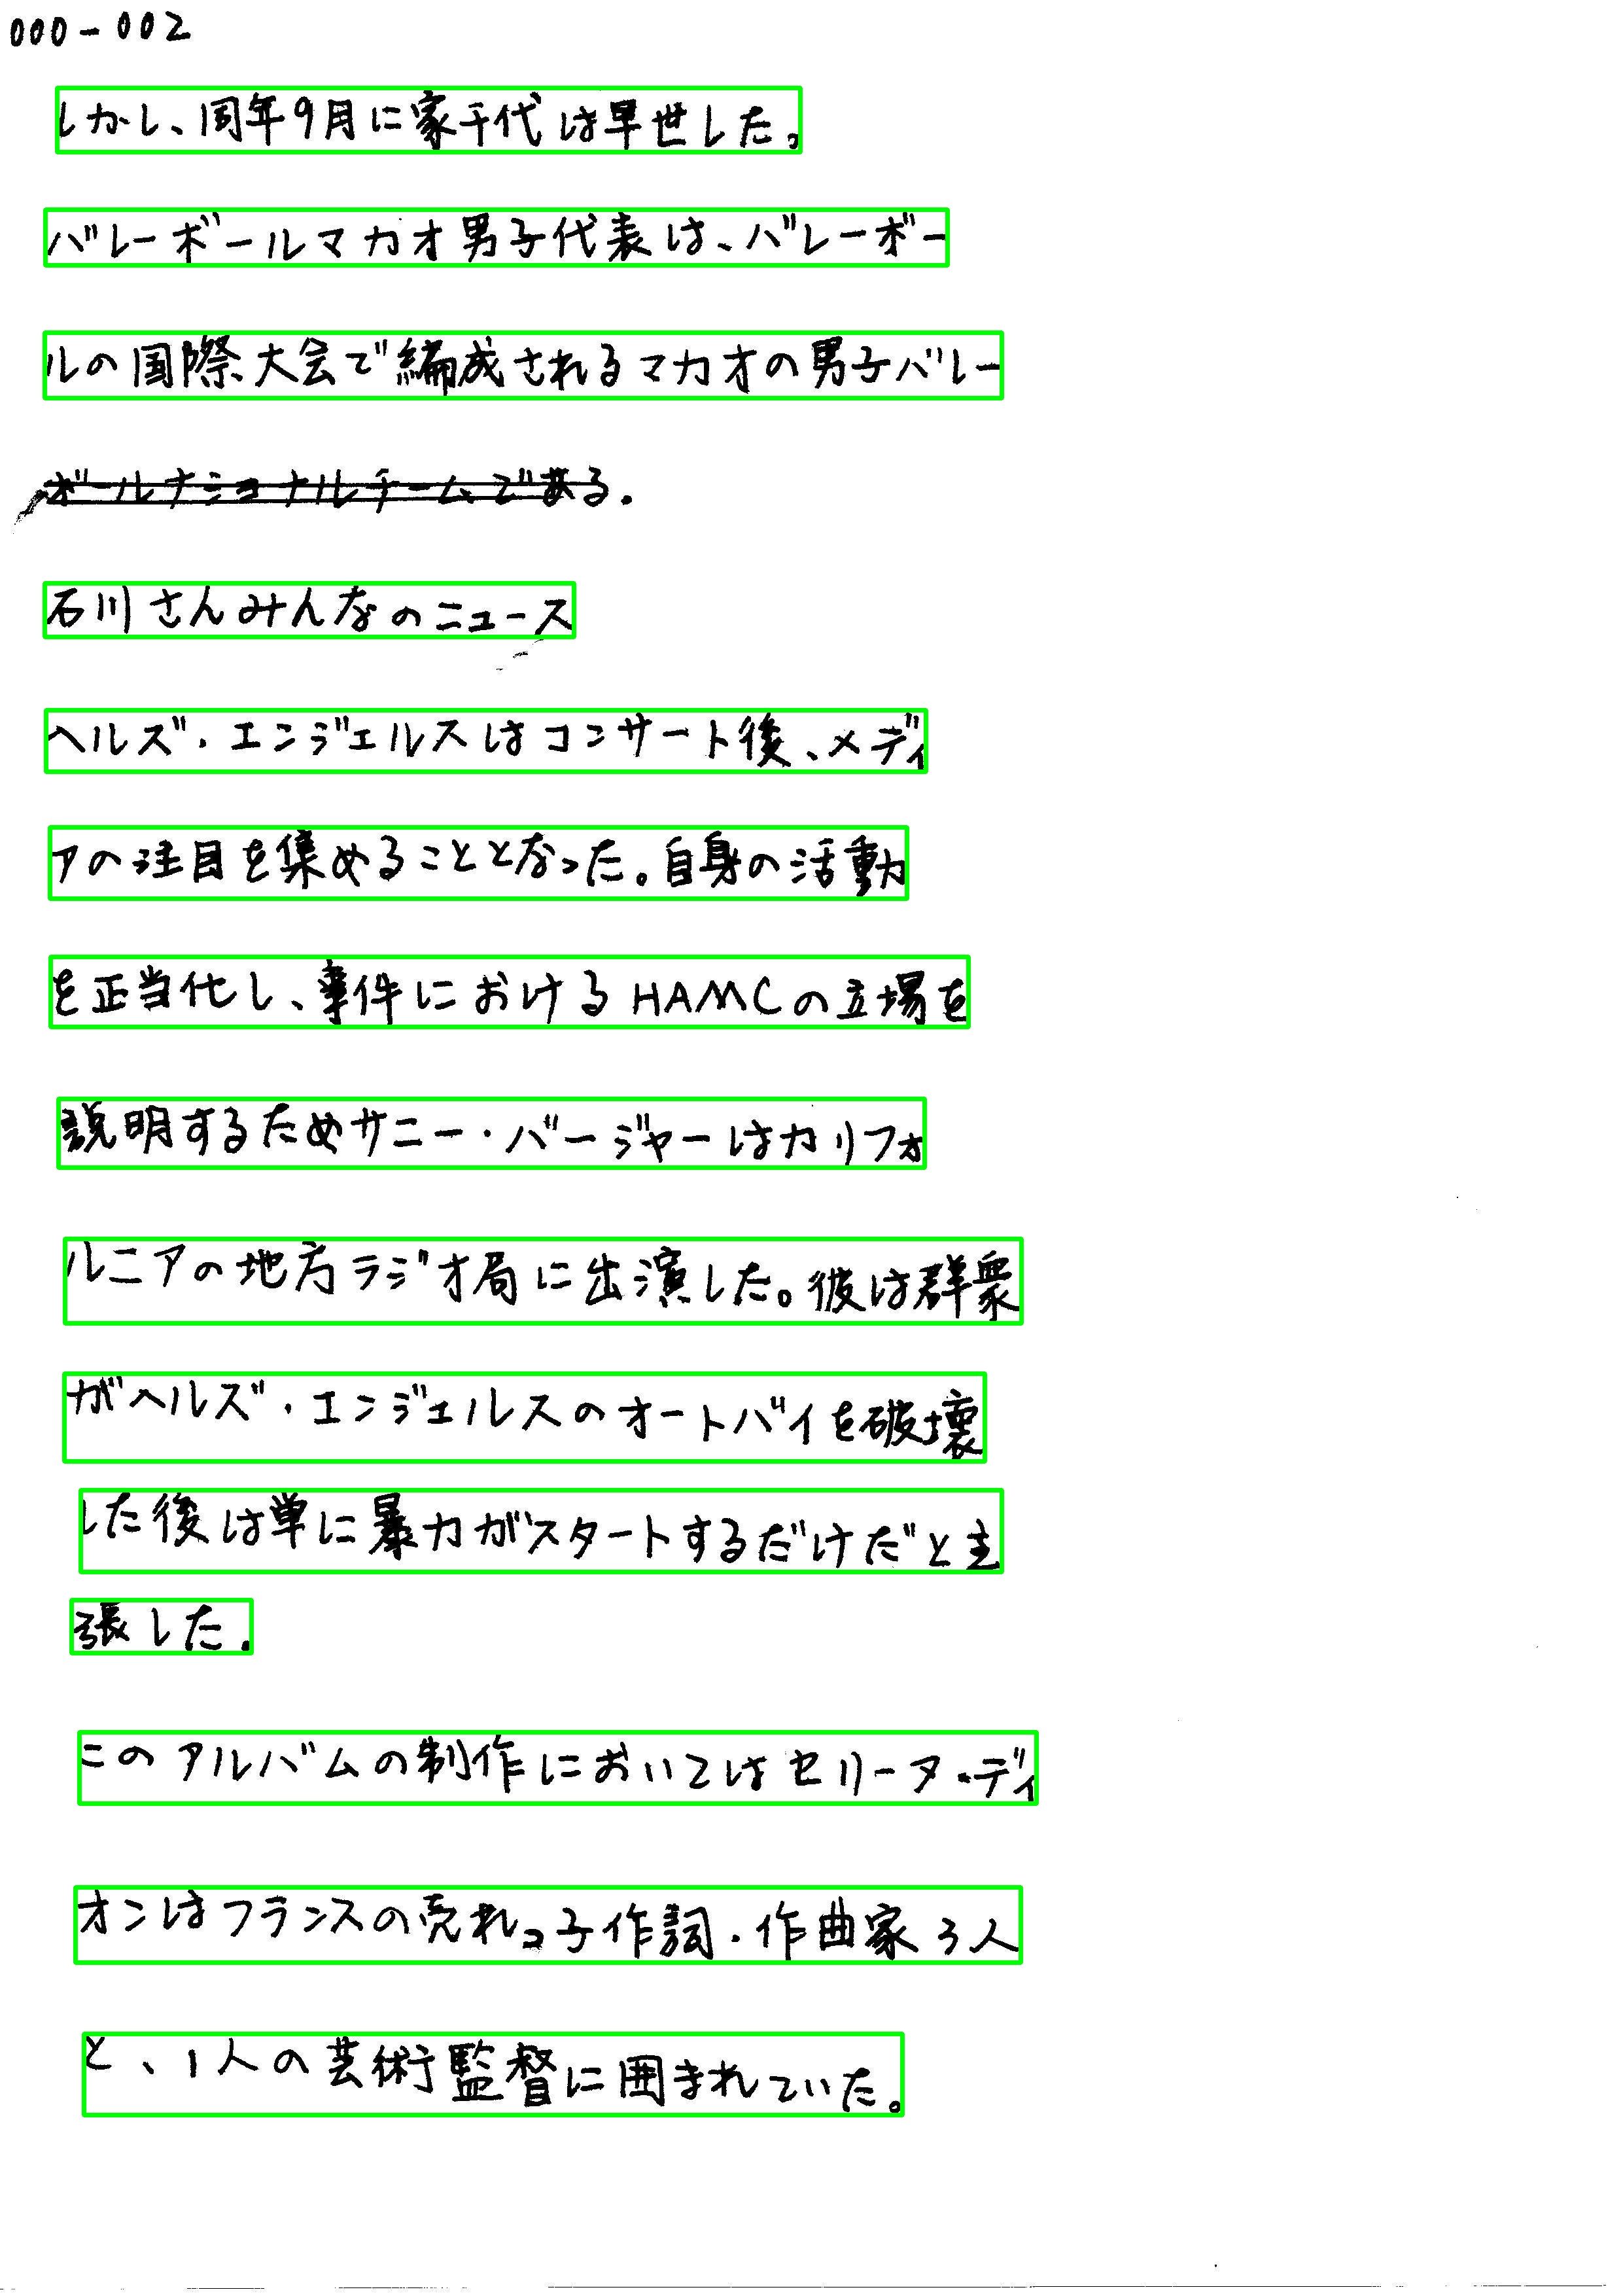 000-002
しかし、同年9月に家千代は早世した。
バレーボールマカオ男子代表は、バレーボー
ルの国際大会で編成されるマカオの男子バレー
ボールナショナルチームである.
石川さんみんなのニュース
ヘルズ・エンジェルスはコンサート後、メディ
アの注目を集めることとなった。自身の活動
を正当化し、事件におけるHAMCの立場を
説明するためサニー・バージャーはカリフォ
ルニアの地方ラジオ局に出演した。彼は群衆
がヘルズ・エンジェルスのオートバイを破壊
した後は単に暴力がスタートするだけだと主
張した.
このアルバムの制作においてはセリーヌ・ディ
オンはフランスの売れっ子作詞・作曲家3人
と、1人の芸術監督に囲まれていた。